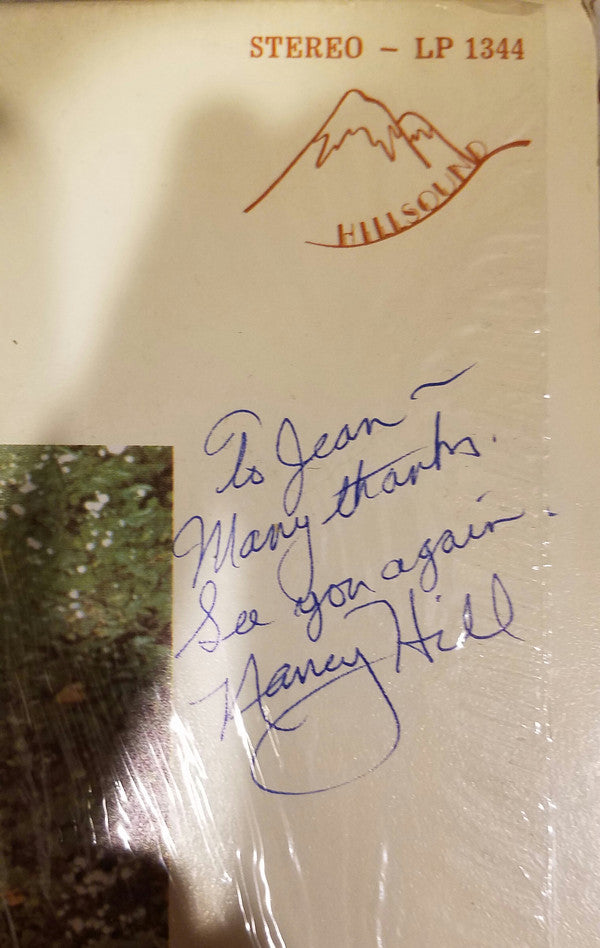 STEREO - LP 1344
HILLSOUND
To Jean ~
Many thanks.
See you again.
Nancy Hill